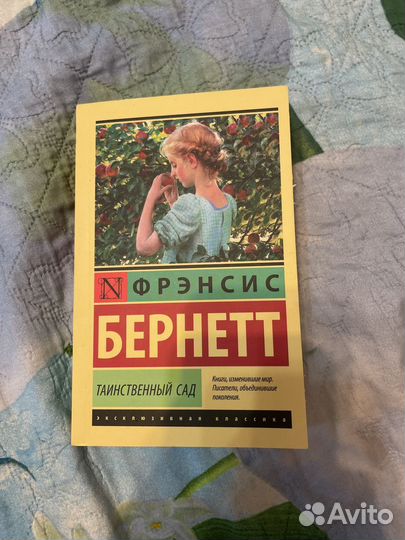 N ФРЭНСИС
БЕРНЕТТ
ТАИНСТВЕННЫЙ САД
Книги, изменившие мир.
Писатели, объединившие
поколения.
эксклюзивная классика
Avito